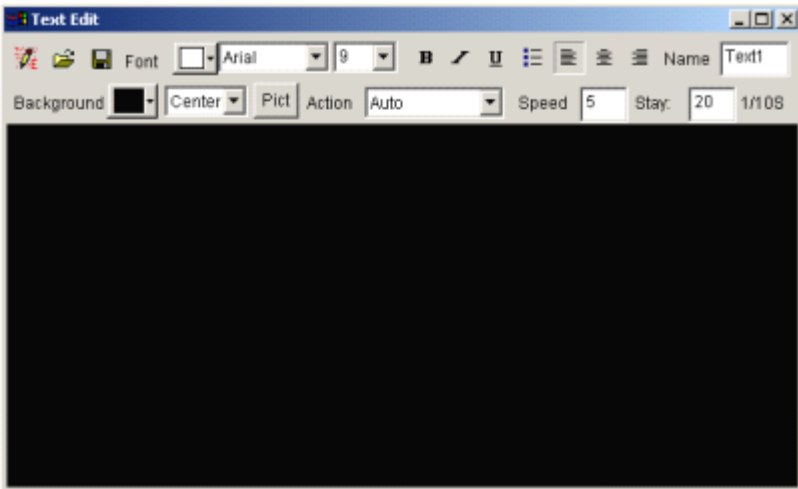 Text Edit
Font Arial 9 B I U Name Text1
Background Center Pict Action Auto Speed 5 Stay: 20 1/10S